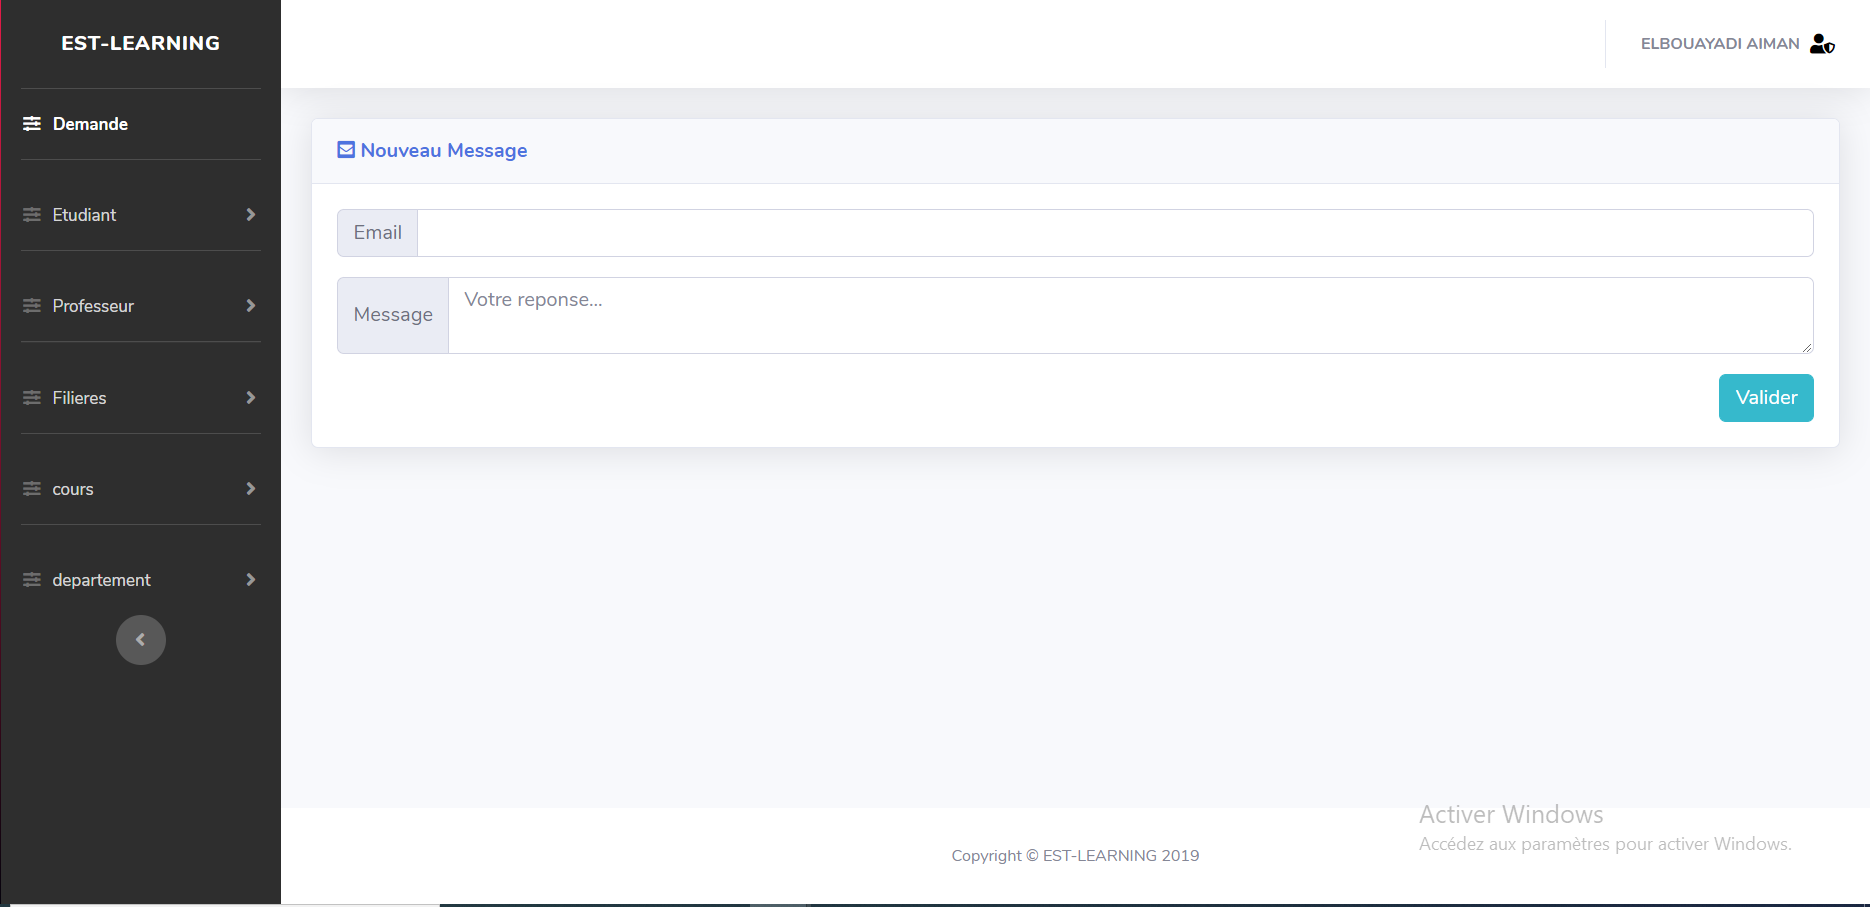 EST-LEARNING
ELBOUAYADI AIMAN
Demande
Etudiant
Professeur
Filieres
cours
departement
Nouveau Message
Email
Message
Votre reponse...
Valider
Activer Windows
Accédez aux paramètres pour activer Windows.
Copyright © EST-LEARNING 2019